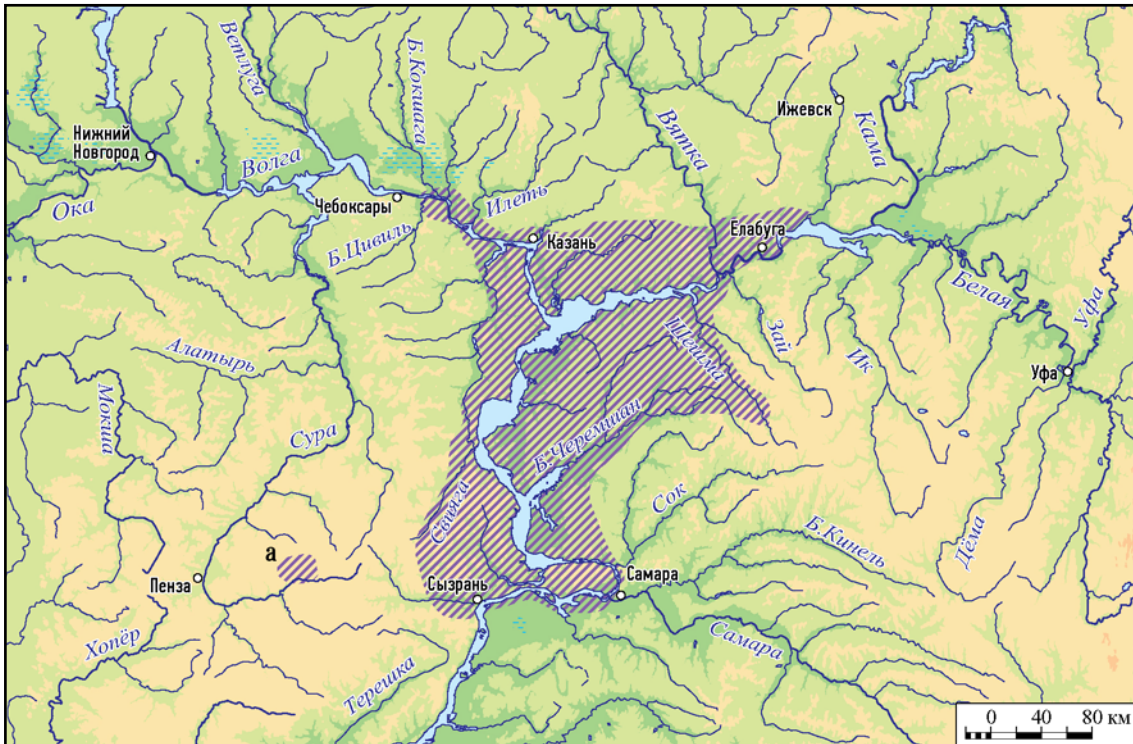 Ветлуга
Б.Кокшага
Нижний
Новгород
Волга
Ока
Чебоксары
Б.Цивиль
Илеть
Казань
Вятка
Ижевск
Кама
Елабуга
Белая
Уфа
Уфа
Зай
Шешма
Ик
Алатырь
Мокша
Сура
Б.Черемшан
Свияга
Сок
Б.Кинель
Дёма
а
Пенза
Сызрань
Самара
Хопёр
Терешка
Самара
0 40 80 км